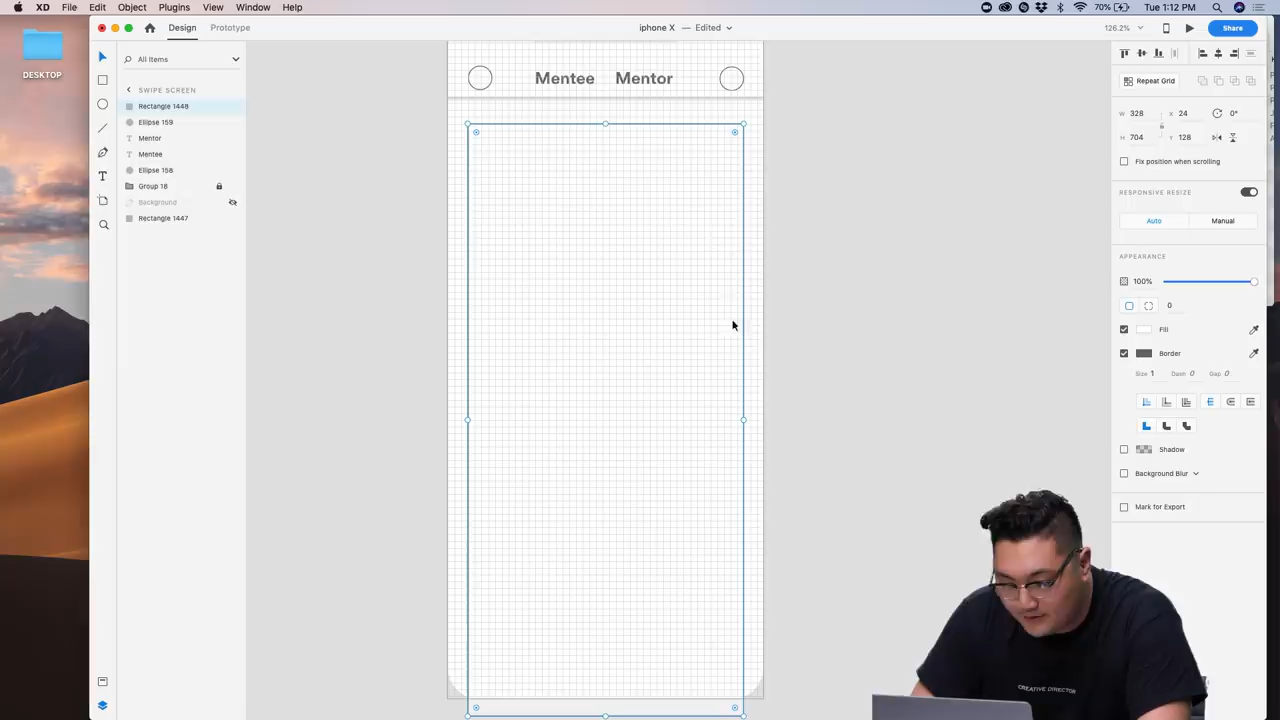 XD File Edit Object Plugins View Window Help
70% Tu 1:12 PM
DESKTOP
Design Prototype
iphone X – Edited
126.2%
Share
All Items
SWIPE SCREEN
Rectangle 1448
Ellipse 159
Mentor
Mentee
Ellipse 158
Group 18
Background
Rectangle 1447
Mentee Mentor
Repeat Grid
W 328 X 24 0°
H 704 Y 128
Fix position when scrolling
RESPONSIVE RESIZE
Auto Manual
APPEARANCE
100%
0
Fill
Border
Size 1 Dash 0 Gap 0
Shadow
Background Blur
Mark for Export
CREATIVE DIRECTOR